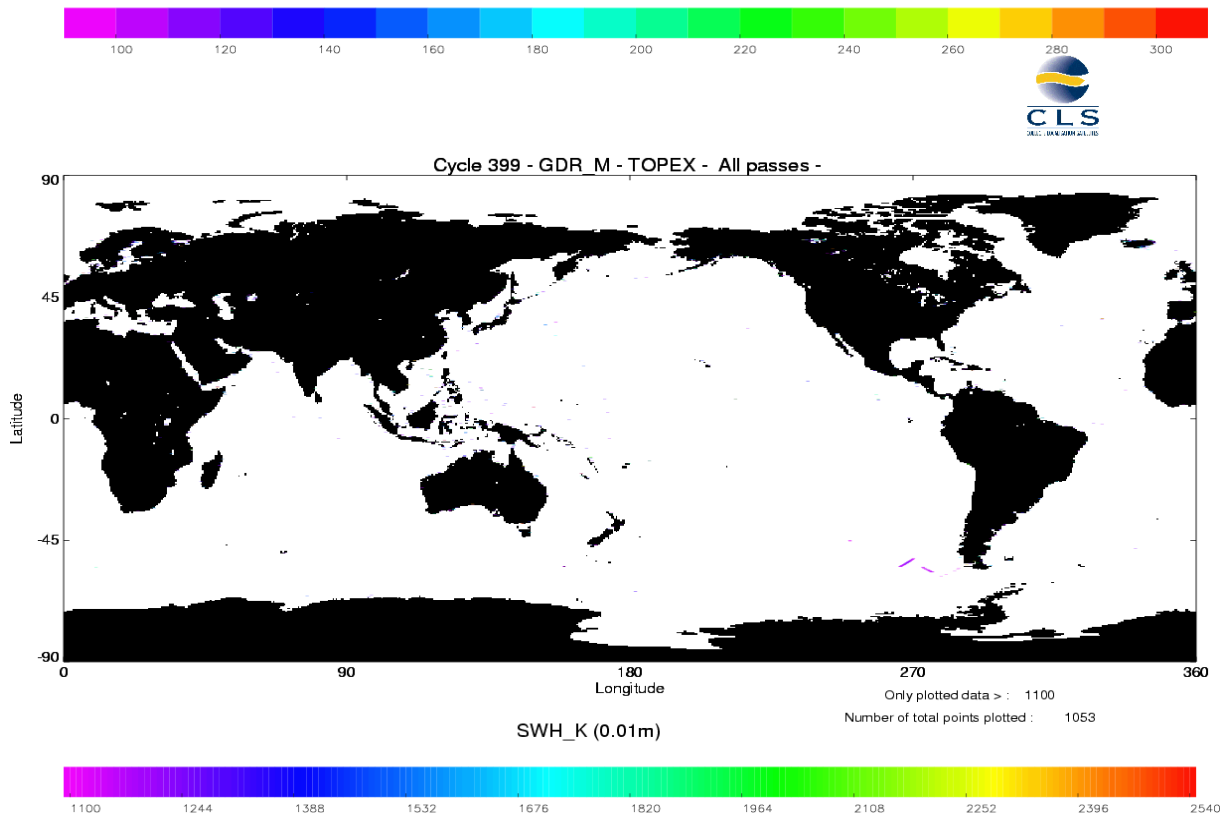 100 120 140 160 180 200 220 240 260 280 300
CLS
Cycle 399 - GDR_M - TOPEX - All passes -
90
45
0
-45
-90
Latitude
0 90 180 270 360
Longitude
Only plotted data > : 1100
Number of total points plotted : 1053
SWH_K (0.01m)
1100 1244 1388 1532 1676 1820 1964 2108 2252 2396 2540